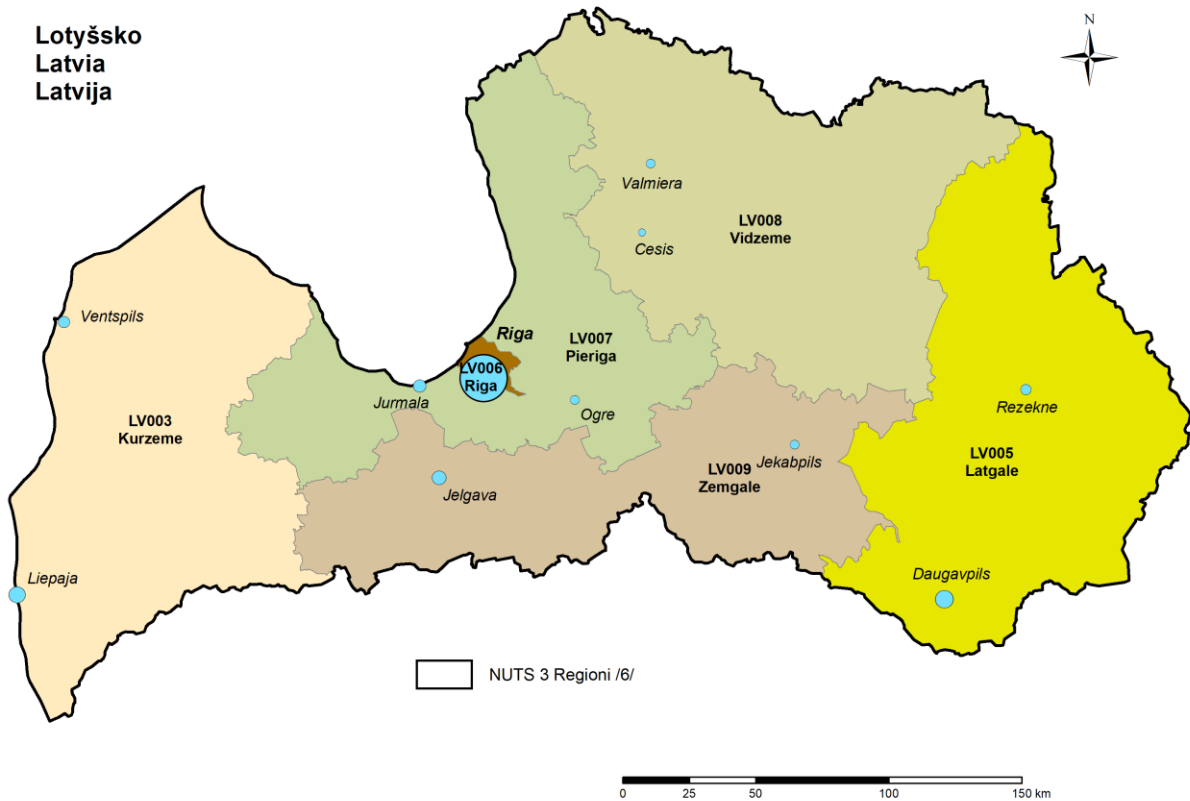 Lotyšsko
Latvia
Latvija
N
Valmiera
LV008
Vidzeme
Cesis
Ventspils
Riga
LV007
Pieriga
LV006
Riga
Jurmala
Ogre
Rezekne
LV003
Kurzeme
LV009
Zemgale
Jekabpils
LV005
Latgale
Jelgava
Liepaja
Daugavpils
NUTS 3 Regioni /6/
0 25 50 100 150 km